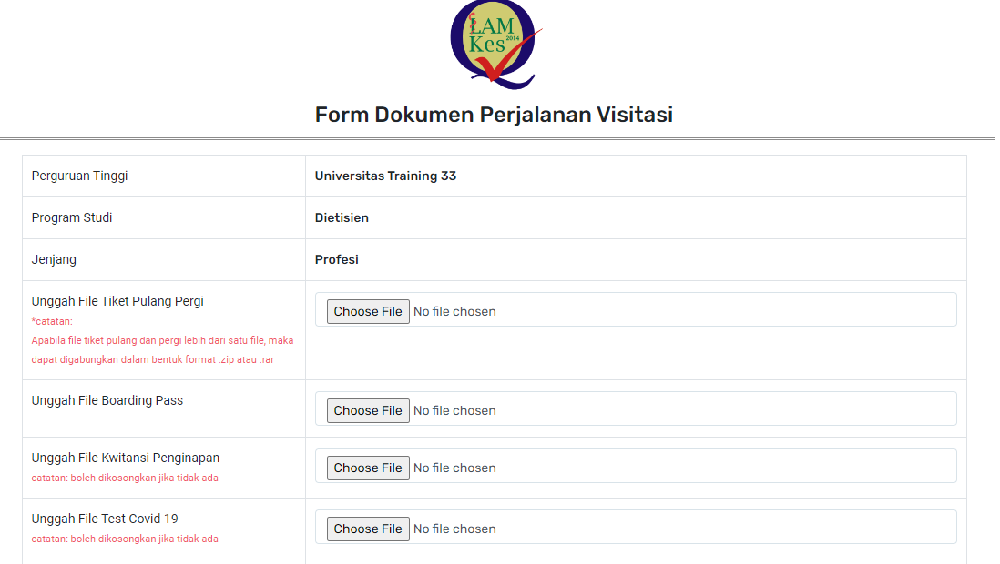 LAM
Kes 2014
Form Dokumen Perjalanan Visitasi
Perguruan Tinggi
Universitas Training 33
Program Studi
Dietisien
Jenjang
Profesi
Unggah File Tiket Pulang Pergi
*catatan:
Apabila file tiket pulang dan pergi lebih dari satu file, maka
dapat digabungkan dalam bentuk format .zip atau .rar
Choose File No file chosen
Unggah File Boarding Pass
Choose File No file chosen
Unggah File Kwitansi Penginapan
catatan: boleh dikosongkan jika tidak ada
Choose File No file chosen
Unggah File Test Covid 19
catatan: boleh dikosongkan jika tidak ada
Choose File No file chosen